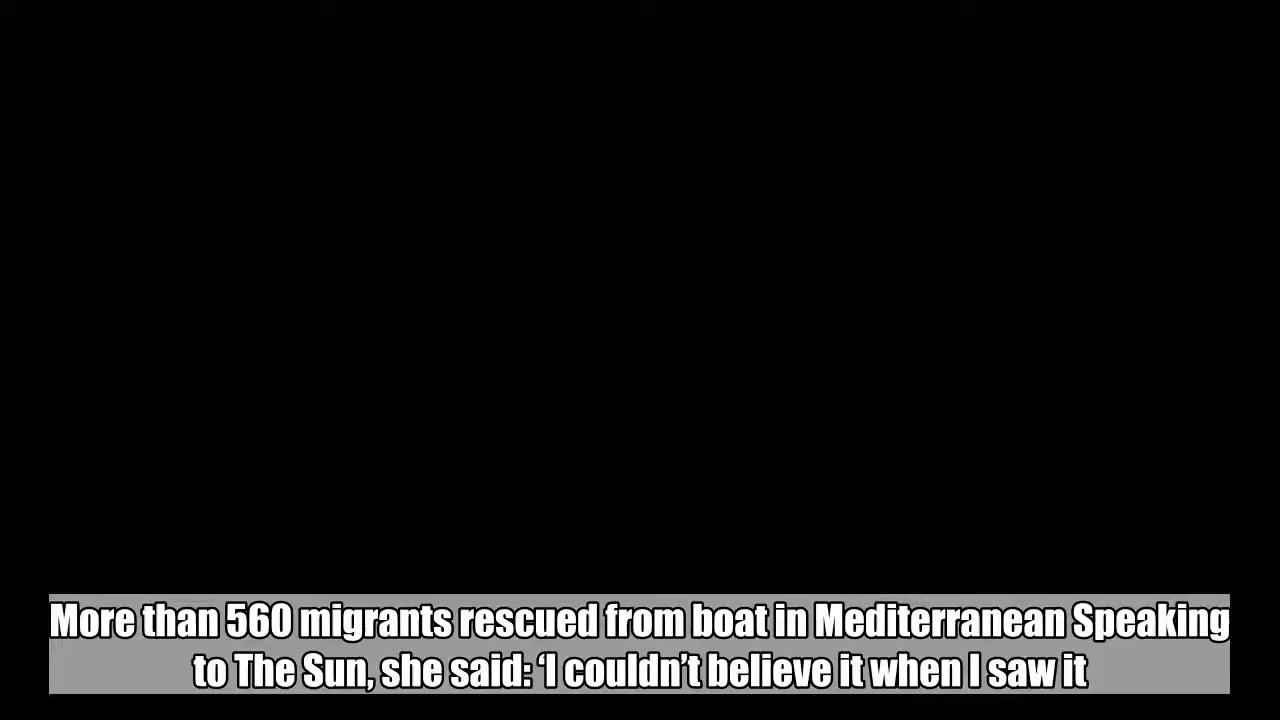 More than 560 migrants rescued from boat in Mediterranean Speaking
to The Sun, she said: ‘I couldn’t believe it when I saw it